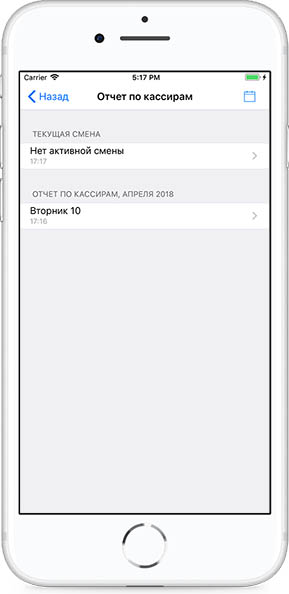 Carrier 5:17 PM
Назад Отчет по кассирам
ТЕКУЩАЯ СМЕНА
Нет активной смены
17:17
ОТЧЕТ ПО КАССИРАМ, АПРЕЛЯ 2018
Вторник 10
17:16